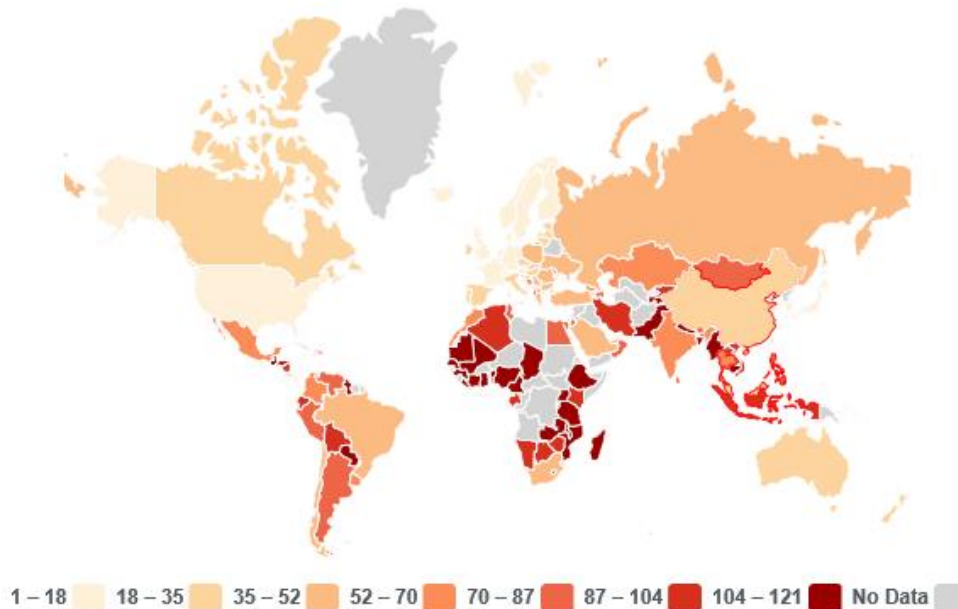 1 – 18 18 – 35 35 – 52 52 – 70 70 – 87 87 – 104 104 – 121 No Data